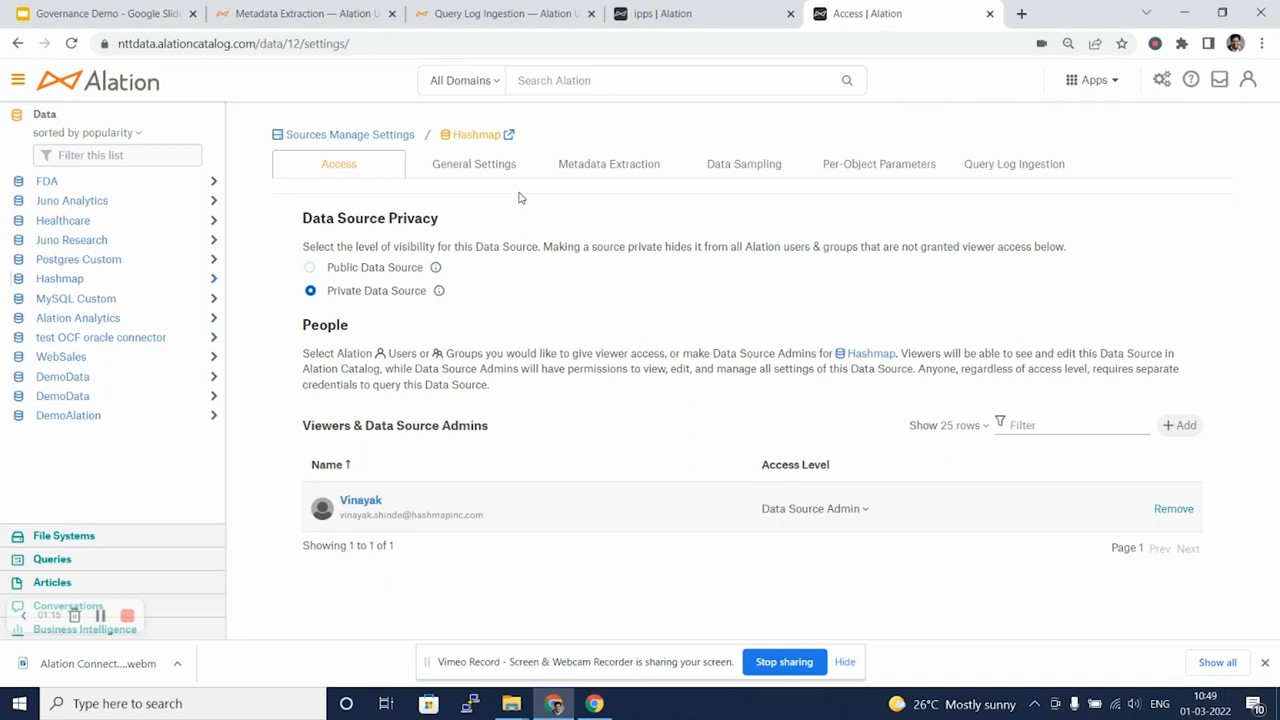 Governance Demo - Google Slide
Metadata Extraction — Alation U
Query Log Ingestion — Alation U
ipps | Alation
Access | Alation
nttdata.alationcatalog.com/data/12/settings/
Alation
All Domains
Search Alation
Apps
Data
sorted by popularity
Filter this list
FDA
Juno Analytics
Healthcare
Juno Research
Postgres Custom
Hashmap
MySQL Custom
Alation Analytics
test OCF oracle connector
WebSales
DemoData
DemoData
DemoAlation
File Systems
Queries
Articles
Conversations
01:15
Business Intelligence
Sources Manage Settings / Hashmap
Access
General Settings
Metadata Extraction
Data Sampling
Per-Object Parameters
Query Log Ingestion
Data Source Privacy
Select the level of visibility for this Data Source. Making a source private hides it from all Alation users & groups that are not granted viewer access below.
Public Data Source
Private Data Source
People
Select Alation Users or Groups you would like to give viewer access, or make Data Source Admins for Hashmap. Viewers will be able to see and edit this Data Source in
Alation Catalog, while Data Source Admins will have permissions to view, edit, and manage all settings of this Data Source. Anyone, regardless of access level, requires separate
credentials to query this Data Source.
Viewers & Data Source Admins
Show 25 rows
Filter
+ Add
Name
Access Level
Vinayak
vinayak.shinde@hashmapinc.com
Data Source Admin
Remove
Showing 1 to 1 of 1
Page 1 Prev Next
Alation Connect....webm
Vimeo Record - Screen & Webcam Recorder is sharing your screen.
Stop sharing
Hide
Show all
Type here to search
26°C Mostly sunny
ENG
10:49
01-03-2022
10